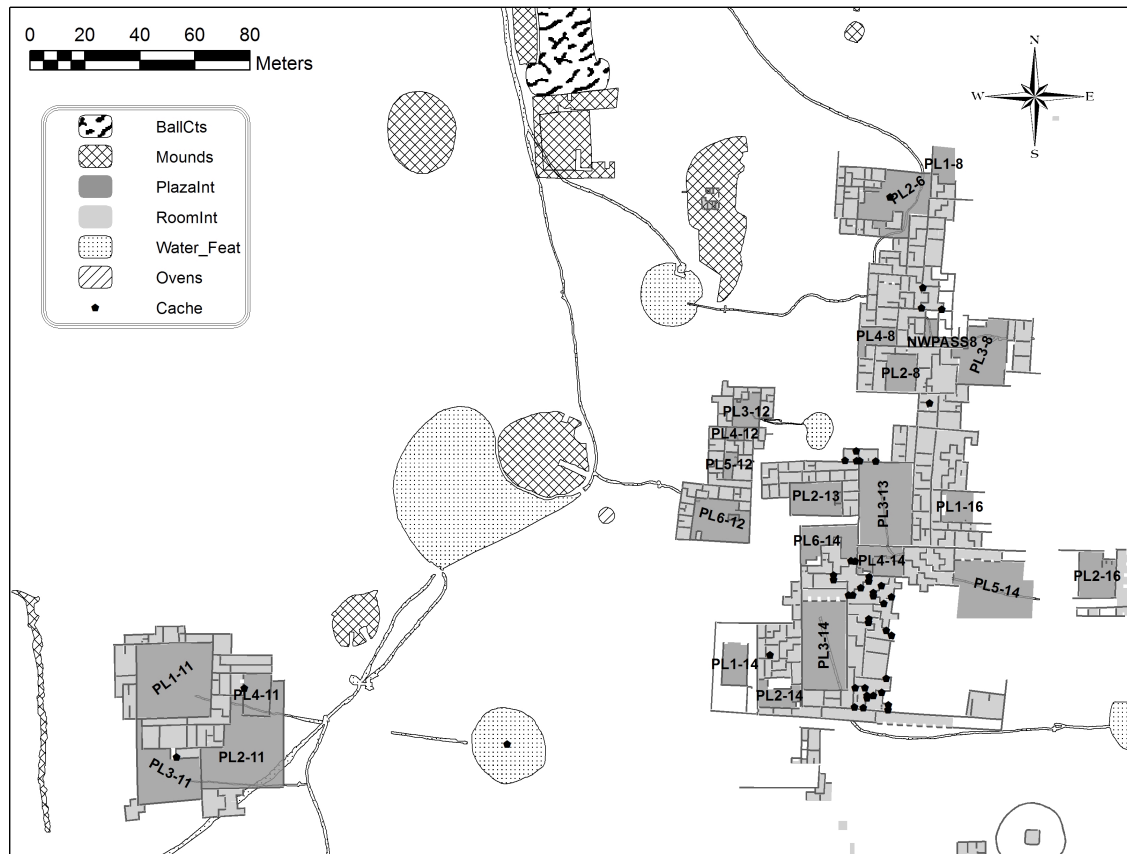 0 20 40 60 80
Meters
BallCts
Mounds
PlazaInt
RoomInt
Water_Feat
Ovens
Cache
N
W E
S
PL1-8
PL2-6
PL4-8
NWPASS8
PL3-8
PL2-8
PL3-12
PL4-12
PL5-12
PL6-12
PL2-13
PL3-13
PL1-16
PL6-14
PL4-14
PL5-14
PL2-16
PL3-14
PL1-14
PL2-14
PL1-11
PL4-11
PL2-11
PL3-11